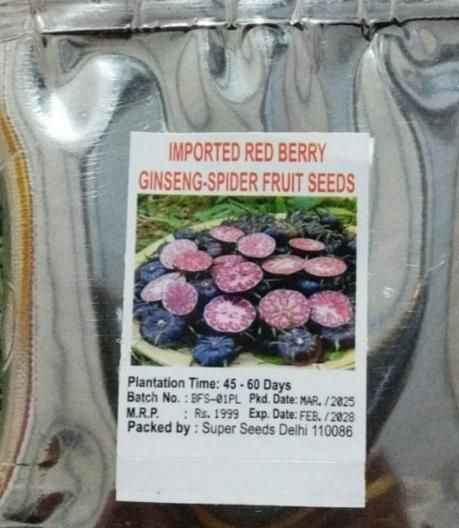 IMPORTED RED BERRY
GINSENG-SPIDER FRUIT SEEDS
Plantation Time: 45 - 60 Days
Batch No. : BFS-01PL Pkd. Date: MAR./2025
M.R.P. : Rs. 1999 Exp. Date: FEB./2028
Packed by : Super Seeds Delhi 110086